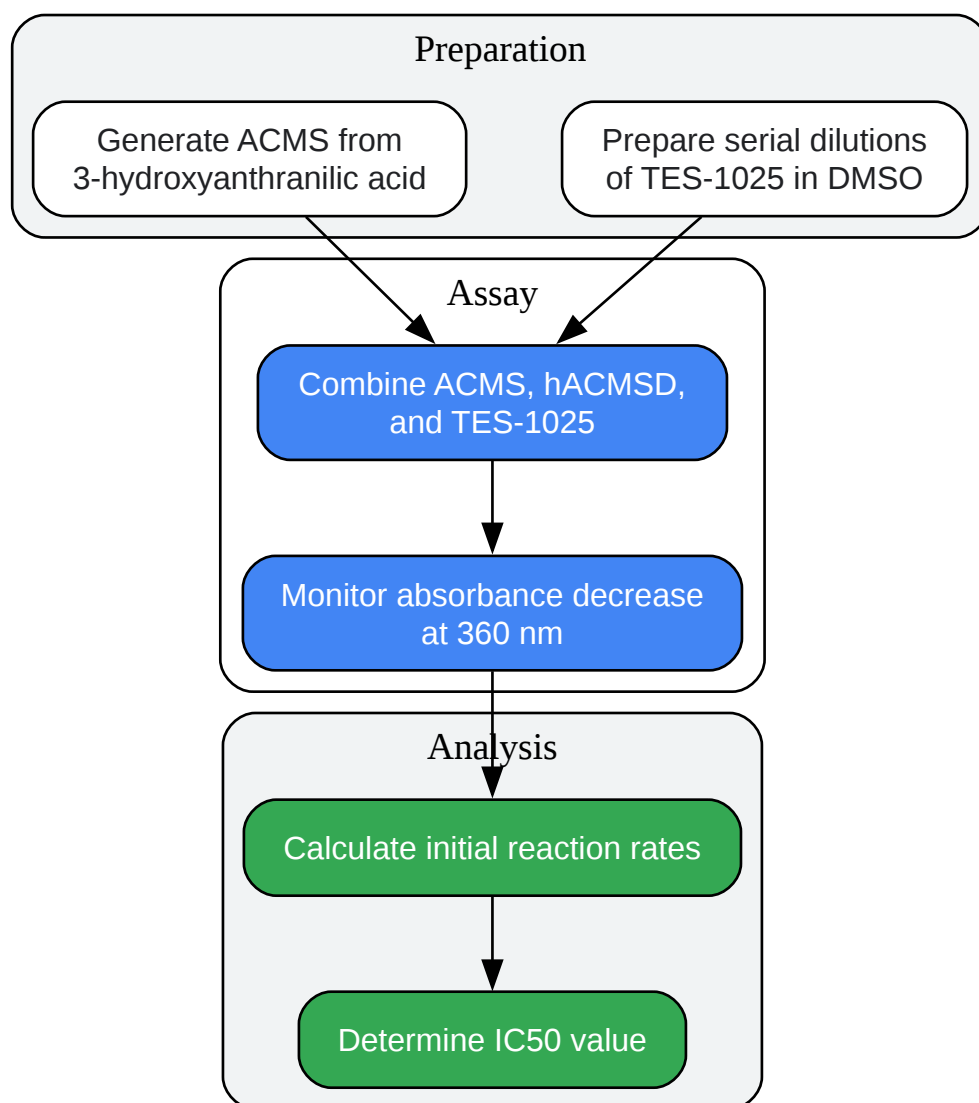 Preparation
Generate ACMS from
3-hydroxyanthranilic acid
Prepare serial dilutions
of TES-1025 in DMSO
Assay
Combine ACMS, hACMSD,
and TES-1025
Monitor absorbance decrease
at 360 nm
Analysis
Calculate initial reaction rates
Determine IC50 value